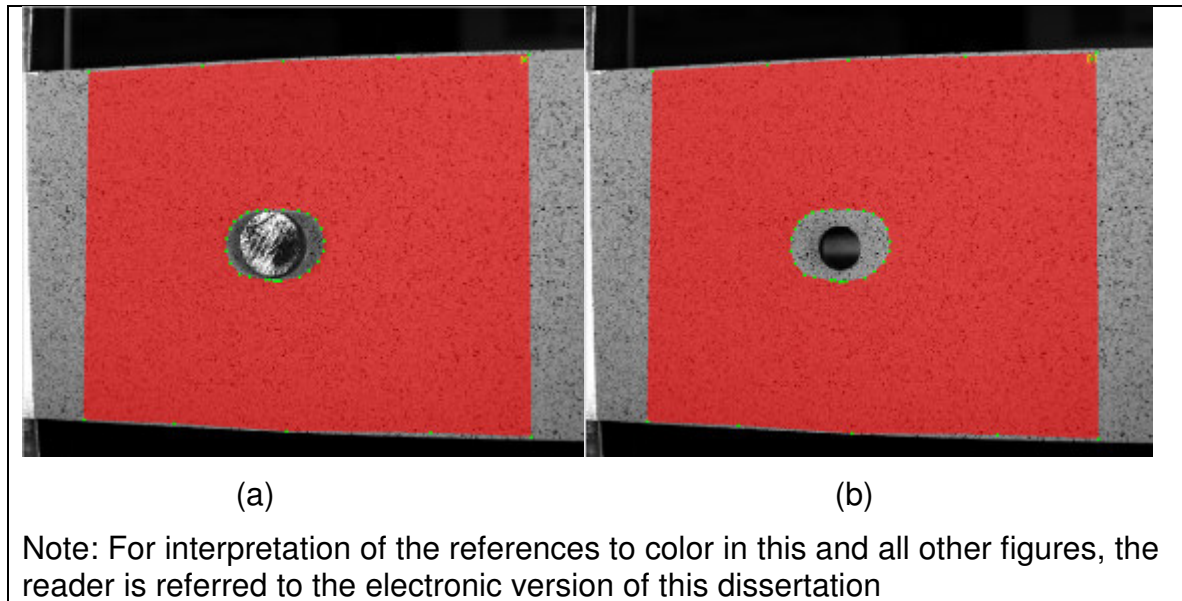 (a)
(b)
Note: For interpretation of the references to color in this and all other figures, the
reader is referred to the electronic version of this dissertation